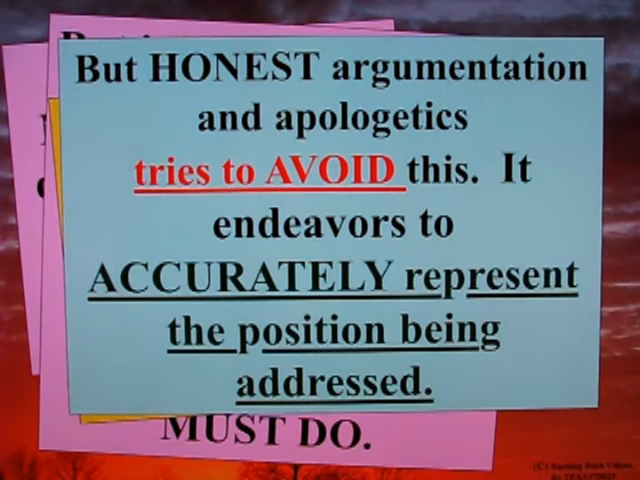 But HONEST argumentation
and apologetics
tries to AVOID this. It
endeavors to
ACCURATELY represent
the position being
addressed.
MUST DO.